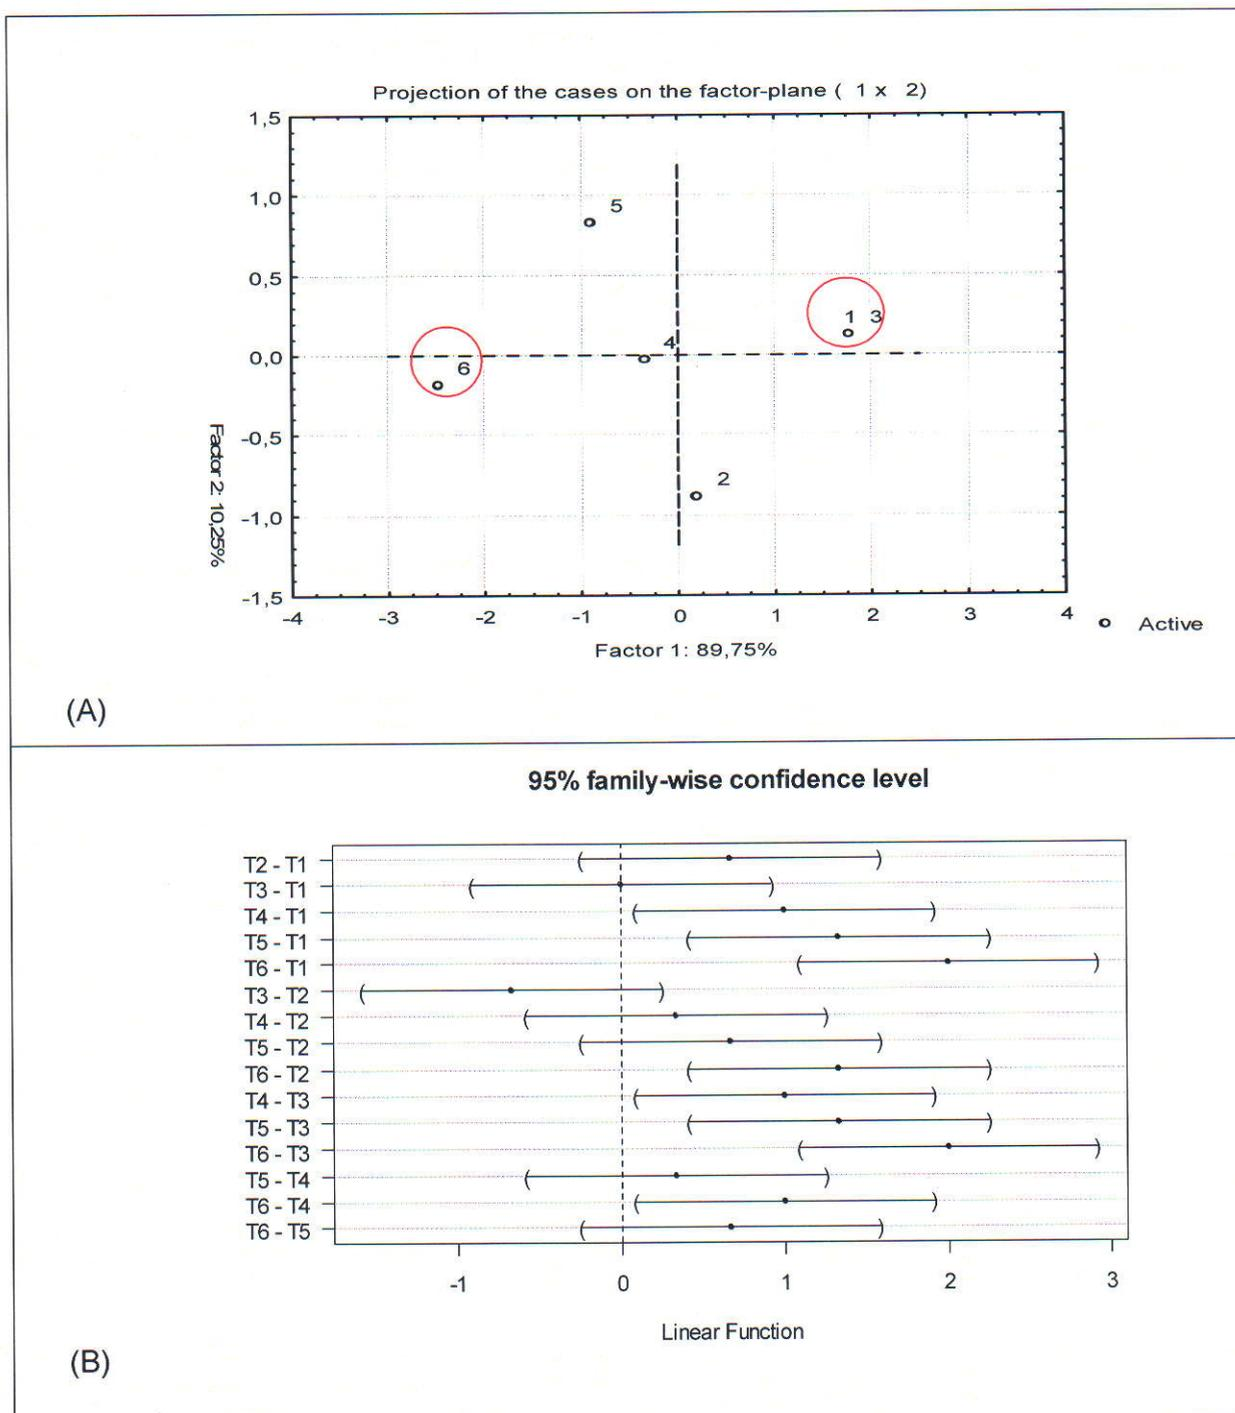 Projection of the cases on the factor-plane ( 1 x 2)
1,5
1,0
0,5
0,0
-0,5
-1,0
-1,5
Factor 2: 10,25%
5
1 3
4
6
2
-4 -3 -2 -1 0 1 2 3 4
Factor 1: 89,75%
Active
(A)
95% family-wise confidence level
T2 - T1
T3 - T1
T4 - T1
T5 - T1
T6 - T1
T3 - T2
T4 - T2
T5 - T2
T6 - T2
T4 - T3
T5 - T3
T6 - T3
T5 - T4
T6 - T4
T6 - T5
-1 0 1 2 3
Linear Function
(B)